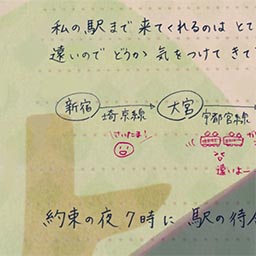 私の駅まで来てくれるのは とて
遠いので どうか 気をつけて きて
新宿 埼京線 大宮 宇都宮線
さいたま!
遠いよー
約束の夜 7時に 駅の待